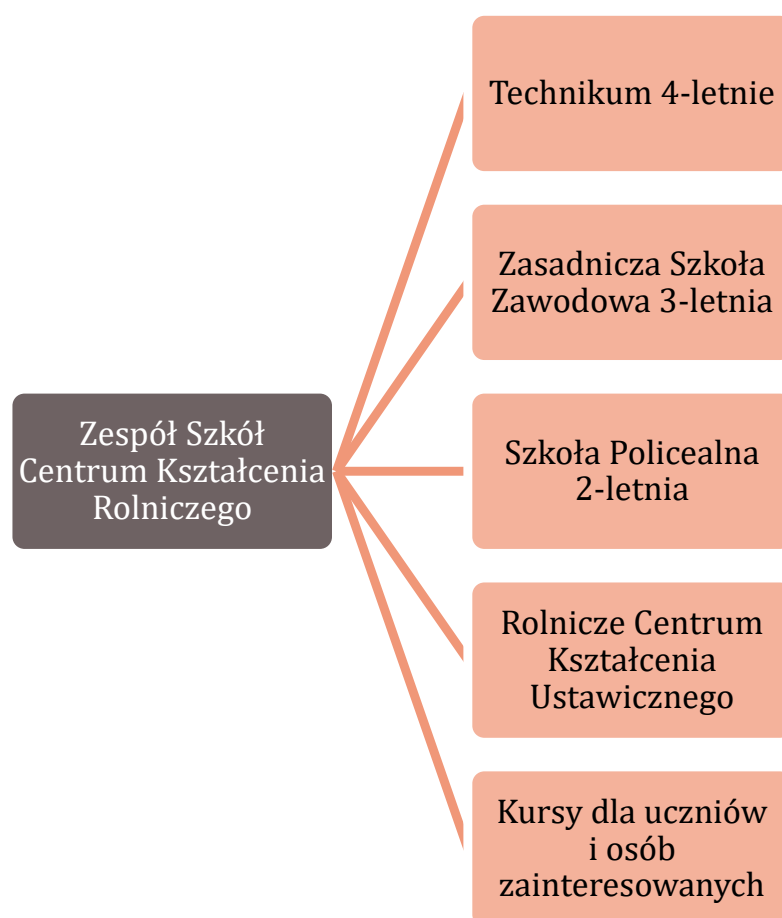 Technikum 4-letnie
Zasadnicza Szkoła
Zawodowa 3-letnia
Zespół Szkół
Centrum Kształcenia
Rolniczego
Szkoła Policealna
2-letnia
Rolnicze Centrum
Kształcenia
Ustawicznego
Kursy dla uczniów
i osób
zainteresowanych